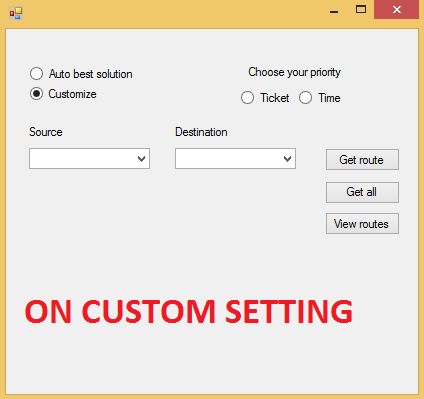 Auto best solution
Customize
Choose your priority
Ticket
Time
Source
Destination
Get route
Get all
View routes
ON CUSTOM SETTING